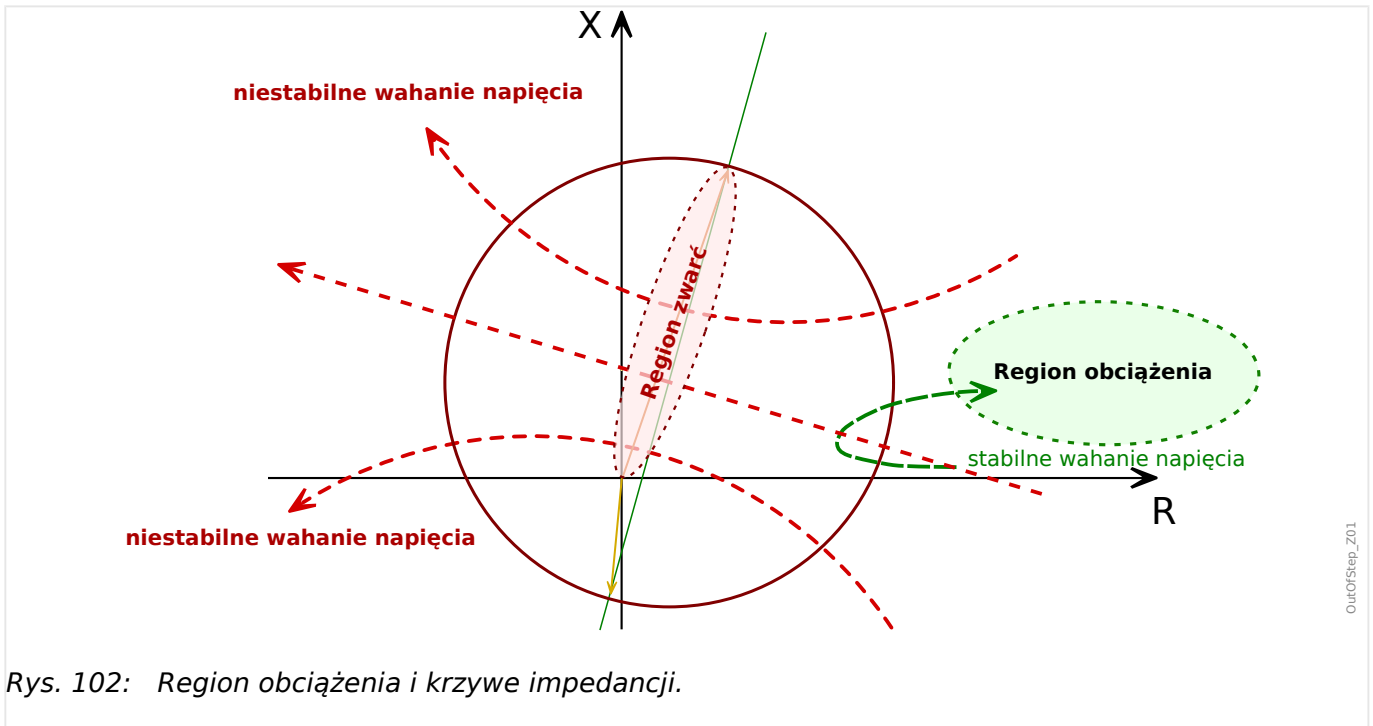 X
niestabilne wahanie napięcia
Region zwarć
Region obciążenia
stabilne wahanie napięcia
R
niestabilne wahanie napięcia
OutOfStep_Z01
Rys. 102: Region obciążenia i krzywe impedancji.